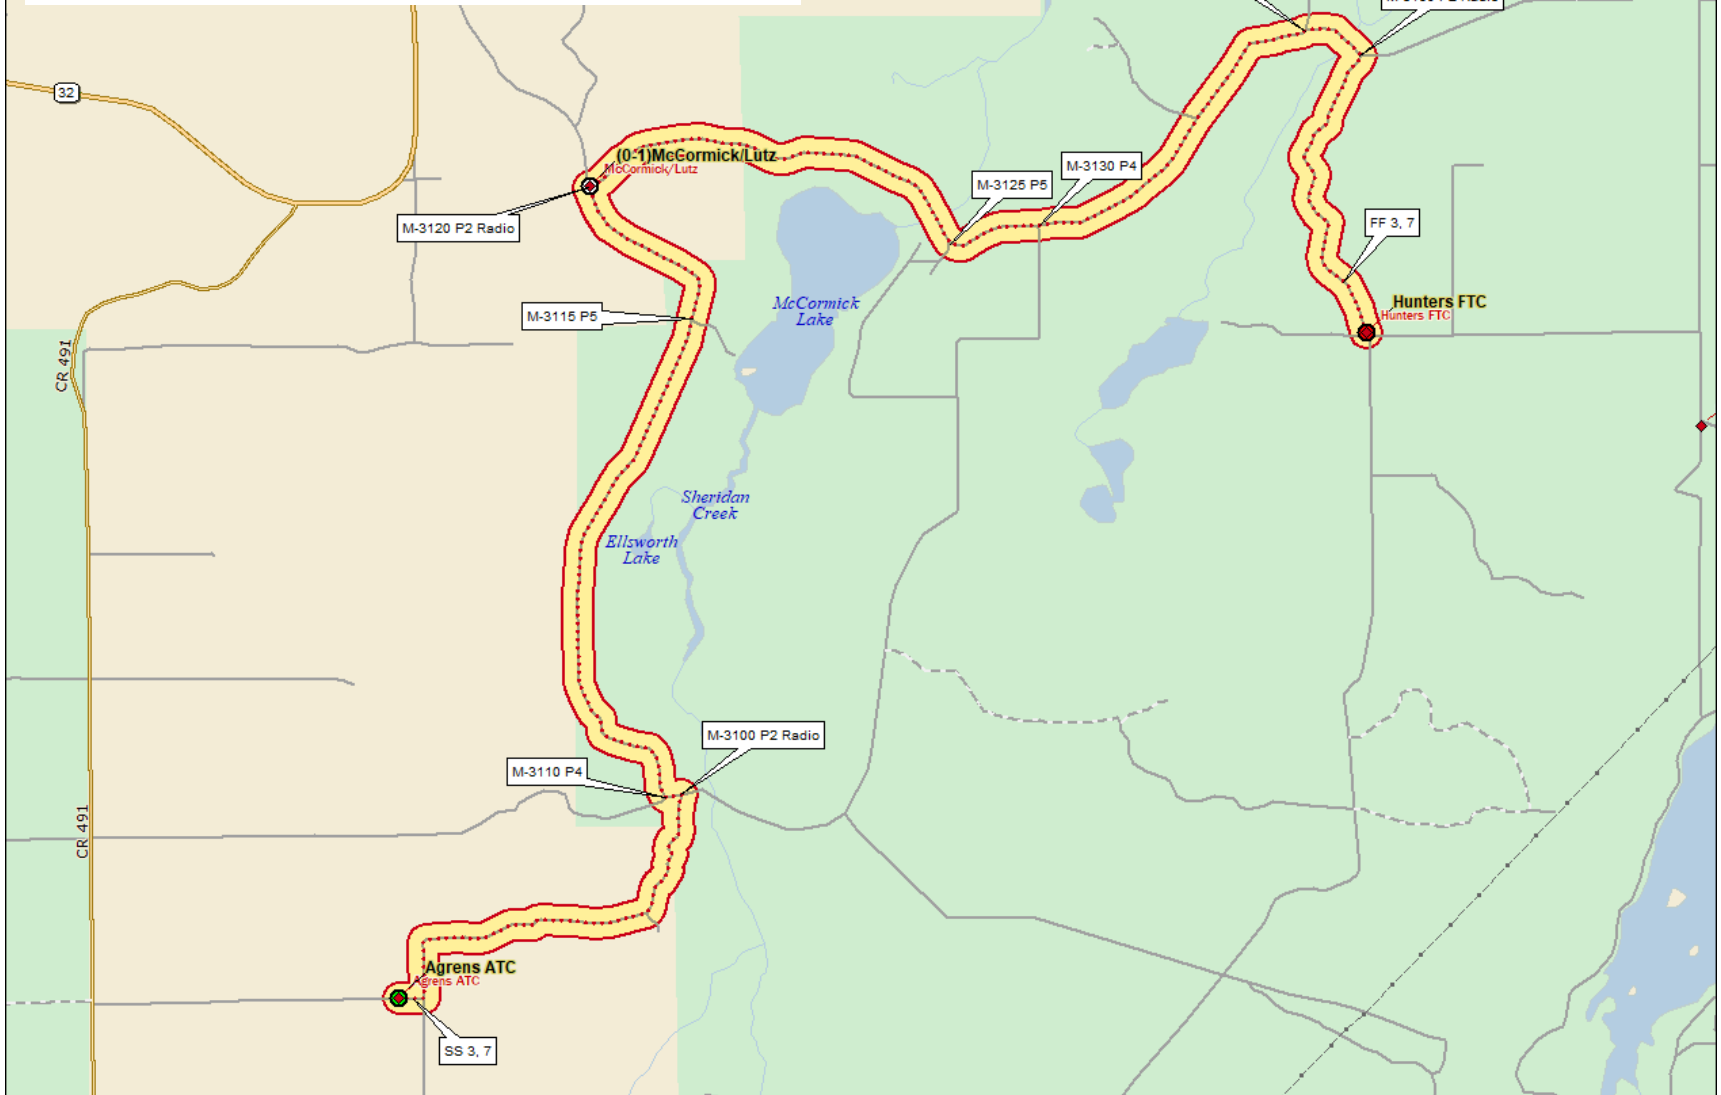 32
(0-1)McCormick/Lutz
McCormick/Lutz
M-3130 P4
M-3125 P5
M-3120 P2 Radio
FF 3, 7
McCormick
Lake
Hunters FTC
Hunters FTC
M-3115 P5
CR 491
Sheridan
Creek
Ellsworth
Lake
M-3100 P2 Radio
M-3110 P4
CR 491
Agrens ATC
Agrens ATC
SS 3, 7